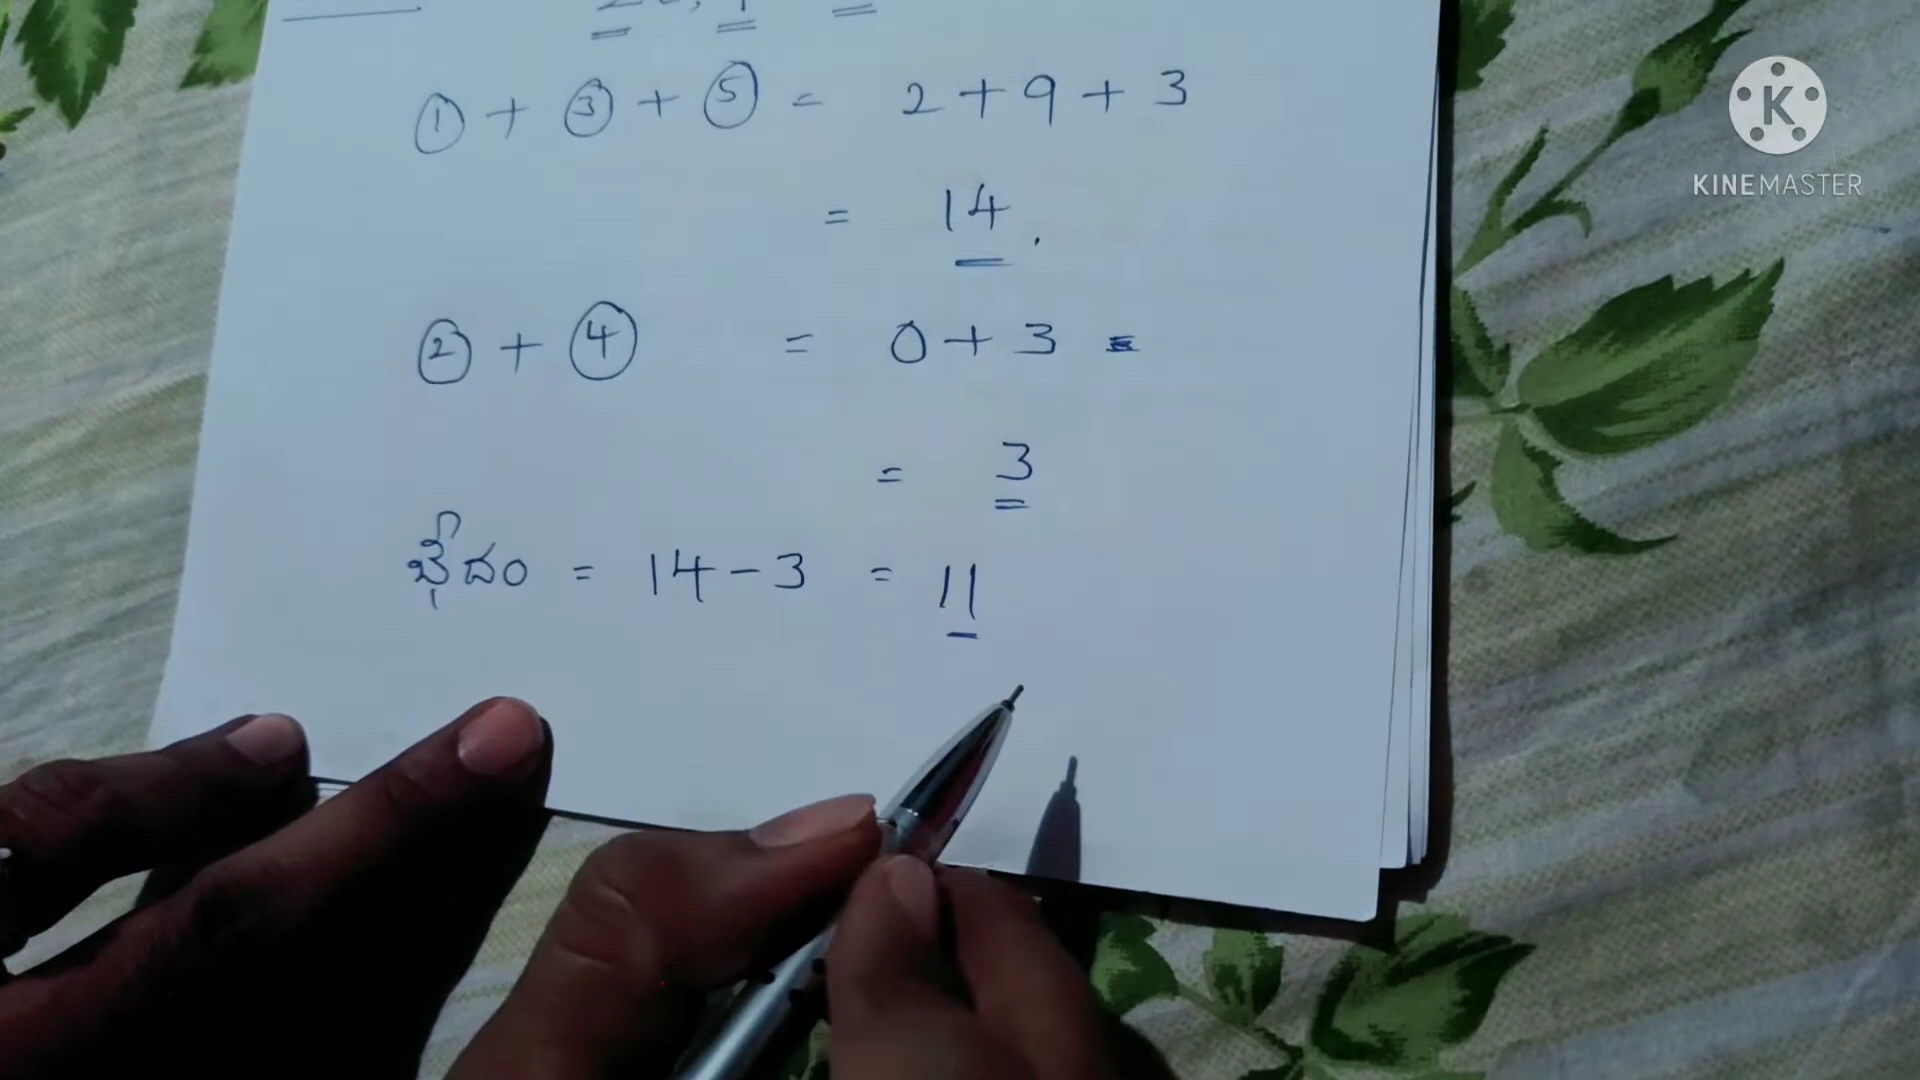 ① + ③ + ⑤ = 2 + 9 + 3
= 14.
② + ④ = 0 + 3 =
= 3
భేదం = 14 - 3 = 11
KINEMASTER